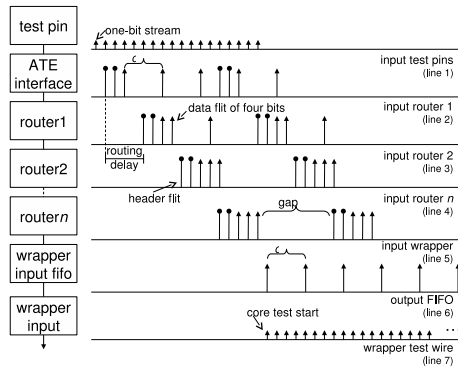 test pin
one-bit stream
ATE
interface
c
input test pins
(line 1)
router1
data flit of four bits
input router 1
(line 2)
routing
delay
input router 2
(line 3)
router2
header flit
input router n
(line 4)
routern
gap
input wrapper
(line 5)
wrapper
input fifo
c
output FIFO
(line 6)
wrapper
input
core test start
...
wrapper test wire
(line 7)